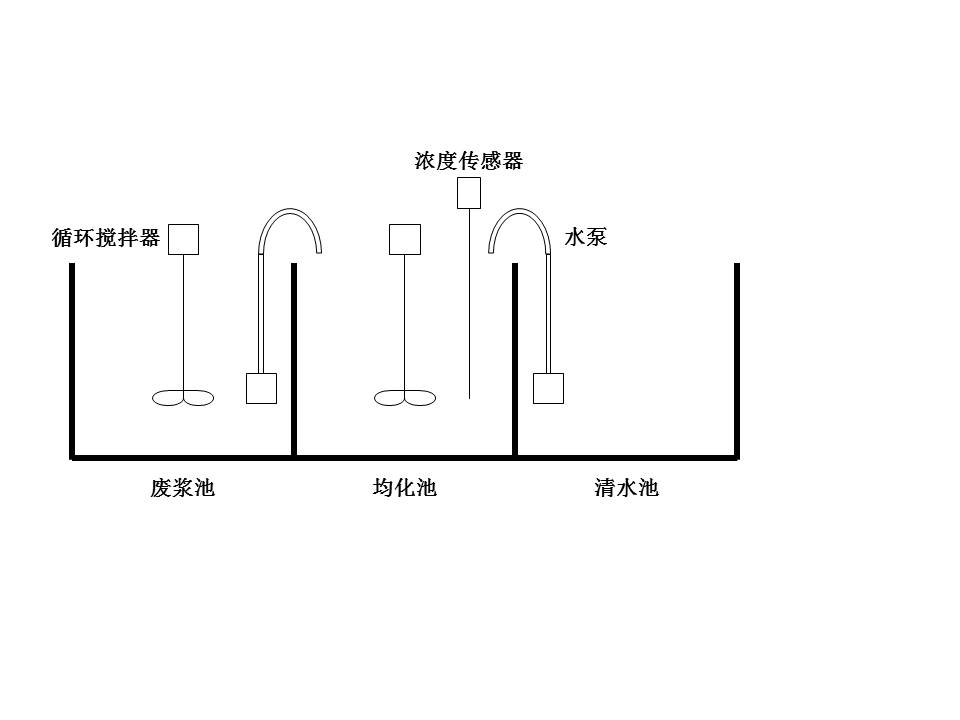 浓度传感器
循环搅拌器
水泵
废浆池
均化池
清水池